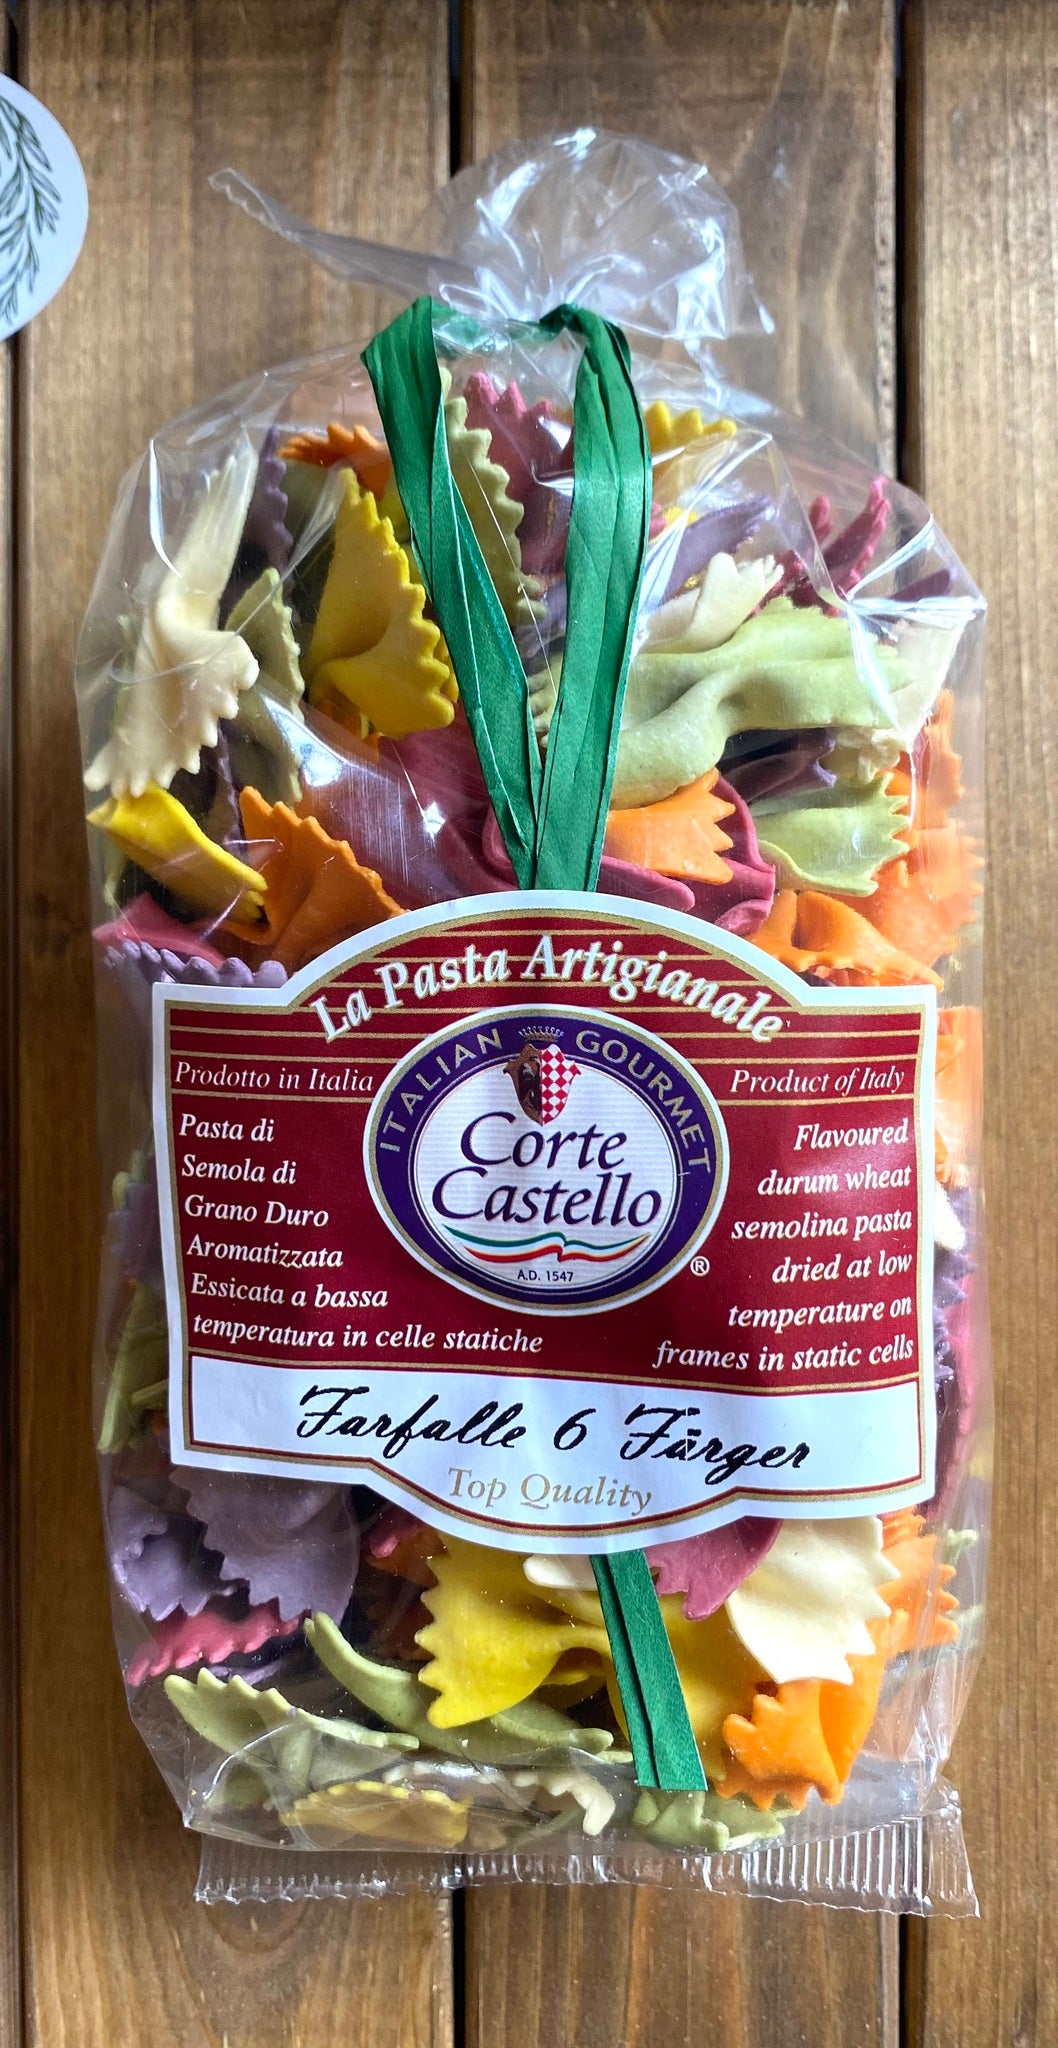 La Pasta Artigianale
ITALIAN GOURMET
Prodotto in Italia
Product of Italy
Corte
Castello
A.D. 1547
®
Pasta di
Semola di
Grano Duro
Aromatizzata
Essicata a bassa
temperatura in celle statiche
Flavoured
durum wheat
semolina pasta
dried at low
temperature on
frames in static cells
Farfalle 6 Färger
Top Quality